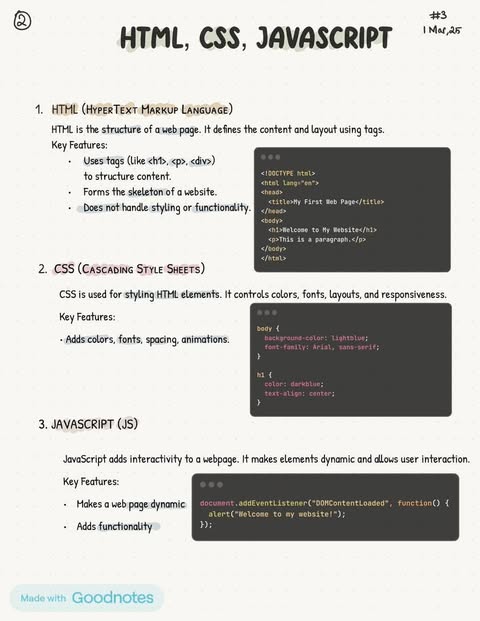 2
HTML, CSS, JAVASCRIPT
#3
1 Mar,25
1. HTML (HyperText Markup Language)
HTML is the structure of a web page. It defines the content and layout using tags.
Key Features:
• Uses tags (like <h1>, <p>, <div>)
to structure content.
• Forms the skeleton of a website.
• Does not handle styling or functionality.
<!DOCTYPE html>
<html lang="en">
<head>
<title>My First Web Page</title>
</head>
<body>
<h1>Welcome to My Website</h1>
<p>This is a paragraph.</p>
</body>
</html>
2. CSS (Cascading Style Sheets)
CSS is used for styling HTML elements. It controls colors, fonts, layouts, and responsiveness.
Key Features:
• Adds colors, fonts, spacing, animations.
body {
background-color: lightblue;
font-family: Arial, sans-serif;
}
h1 {
color: darkblue;
text-align: center;
}
3. JAVASCRIPT (JS)
JavaScript adds interactivity to a webpage. It makes elements dynamic and allows user interaction.
Key Features:
• Makes a web page dynamic
• Adds functionality
document.addEventListener("DOMContentLoaded", function() {
alert("Welcome to my website!");
});
Made with Goodnotes